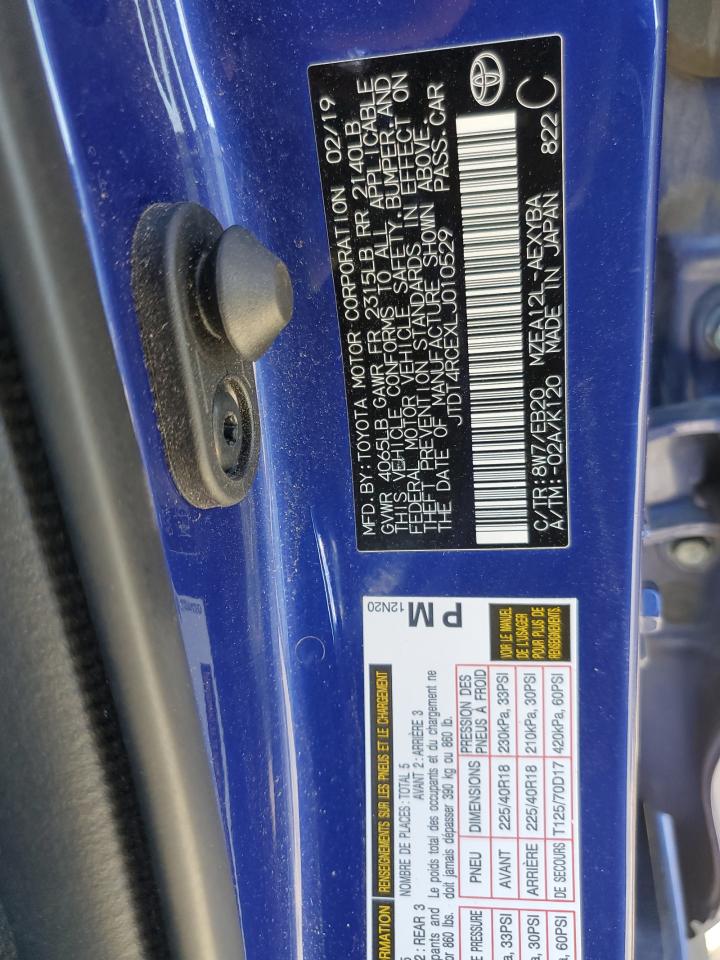 MFD. BY: TOYOTA MOTOR CORPORATION 02/19
GVWR 4065LB GAWR FR 2315LB RR 2140LB
THIS VEHICLE CONFORMS TO ALL APPLICABLE
FEDERAL MOTOR VEHICLE SAFETY, BUMPER, AND
THEFT PREVENTION STANDARDS IN EFFECT ON
THE DATE OF MANUFACTURE SHOWN ABOVE.
JTDT4RCEXLJ010529 PASS. CAR
C/TR: 8W7/EB20 MZEA12L-AEXYBA 822
A/TM: -02A/K120 MADE IN JAPAN C
RENSEIGNEMENTS SUR LES PNEUS ET LE CHARGEMENT
NOMBRE DE PLACES : TOTAL 5
AVANT 2 : ARRIÈRE 3
Le poids total des occupants et du chargement ne
doit jamais dépasser 390 kg ou 860 lb.
P M
12N20
PNEU DIMENSIONS PRESSION DES PNEUS À FROID
AVANT 225/40R18 230kPa, 33PSI
ARRIÈRE 225/40R18 210kPa, 30PSI
DE SECOURS T125/70D17 420kPa, 60PSI
VOIR LE MANUEL
DE L'USAGER
POUR PLUS DE
RENSEIGNEMENTS.
2 : REAR 3
and
860 lbs.
PRESSURE
33PSI
30PSI
60PSI